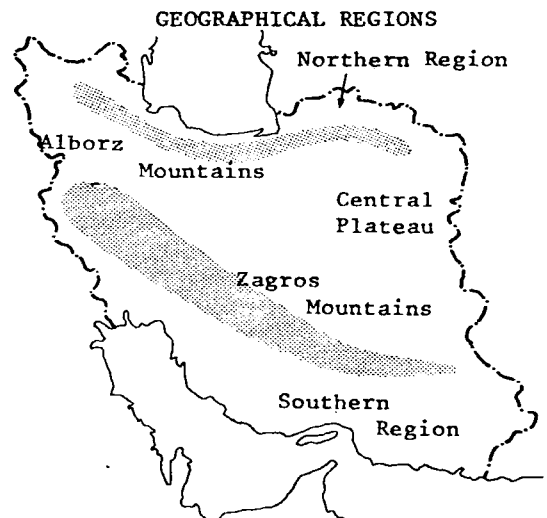 GEOGRAPHICAL REGIONS
Northern Region
Alborz
Mountains
Central
Plateau
Zagros
Mountains
Southern
Region